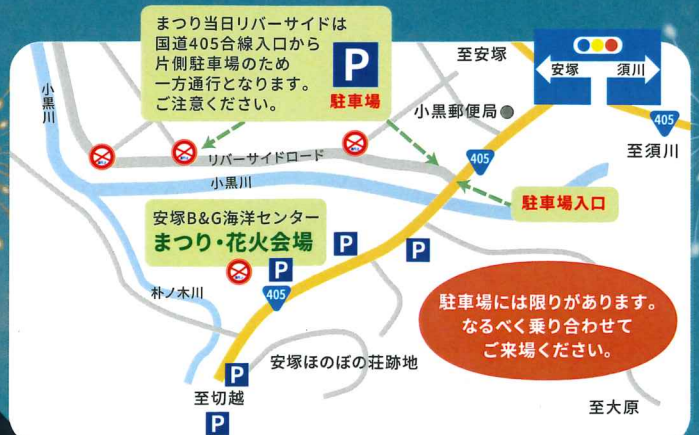 まつり当日リバーサイドは
国道405合線入口から
片側駐車場のため
一方通行となります。
ご注意ください。
P
駐車場
至安塚
安塚
須川
小黒川
小黒郵便局
405
至須川
405
リバーサイドロード
小黒川
駐車場入口
安塚B&G海洋センター
まつり・花火会場
P
P
P
405
朴ノ木川
駐車場には限りがあります。
なるべく乗り合わせて
ご来場ください。
安塚ほのぼの荘跡地
P
至切越
至大原
P